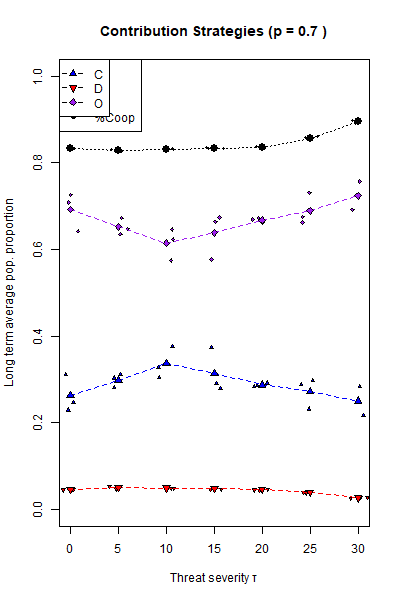 Contribution Strategies (p = 0.7 )
C
D
O
%Coop
Long term average pop. proportion
1.0
0.8
0.6
0.4
0.2
0.0
0 5 10 15 20 25 30
Threat severity τ